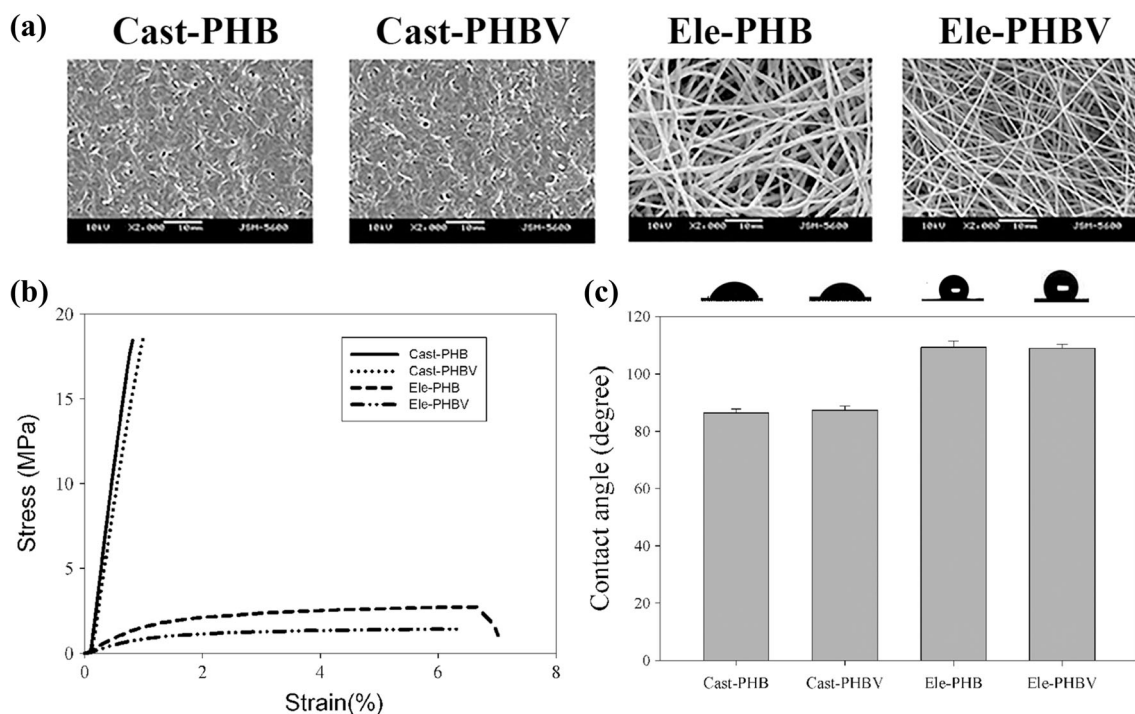 (a)
Cast-PHB Cast-PHBV Ele-PHB Ele-PHBV
10kV X2,000 10mm JSM-5600 10kV X2,000 10mm JSM-5600 10kV X2,000 10mm JSM-5600 10kV X2,000 10mm JSM-5600
(b)
20
15
10
5
0
Stress (MPa)
Cast-PHB
Cast-PHBV
Ele-PHB
Ele-PHBV
0 2 4 6 8
Strain(%)
(c)
120
100
80
60
40
20
0
Contact angle (degree)
Cast-PHB Cast-PHBV Ele-PHB Ele-PHBV